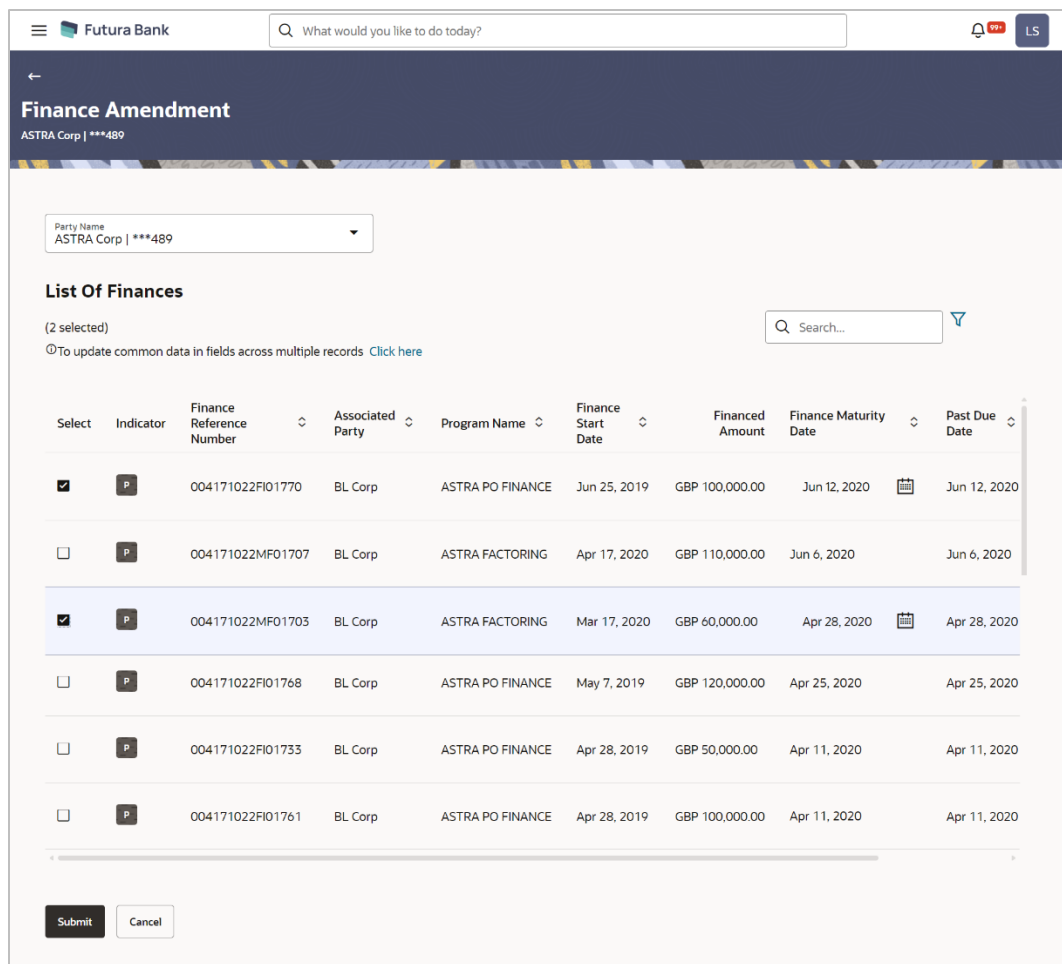 Futura Bank
What would you like to do today?
99+
LS
Finance Amendment
ASTRA Corp | ***489
Party Name
ASTRA Corp | ***489
List Of Finances
(2 selected)
Search...
To update common data in fields across multiple records Click here
Select Indicator Finance Reference Number Associated Party Program Name Finance Start Date Financed Amount Finance Maturity Date Past Due Date
P 004171022FI01770 BL Corp ASTRA PO FINANCE Jun 25, 2019 GBP 100,000.00 Jun 12, 2020 Jun 12, 2020
P 004171022MF01707 BL Corp ASTRA FACTORING Apr 17, 2020 GBP 110,000.00 Jun 6, 2020 Jun 6, 2020
P 004171022MF01703 BL Corp ASTRA FACTORING Mar 17, 2020 GBP 60,000.00 Apr 28, 2020 Apr 28, 2020
P 004171022FI01768 BL Corp ASTRA PO FINANCE May 7, 2019 GBP 120,000.00 Apr 25, 2020 Apr 25, 2020
P 004171022FI01733 BL Corp ASTRA PO FINANCE Apr 28, 2019 GBP 50,000.00 Apr 11, 2020 Apr 11, 2020
P 004171022FI01761 BL Corp ASTRA PO FINANCE Apr 28, 2019 GBP 100,000.00 Apr 11, 2020 Apr 11, 2020
Submit Cancel